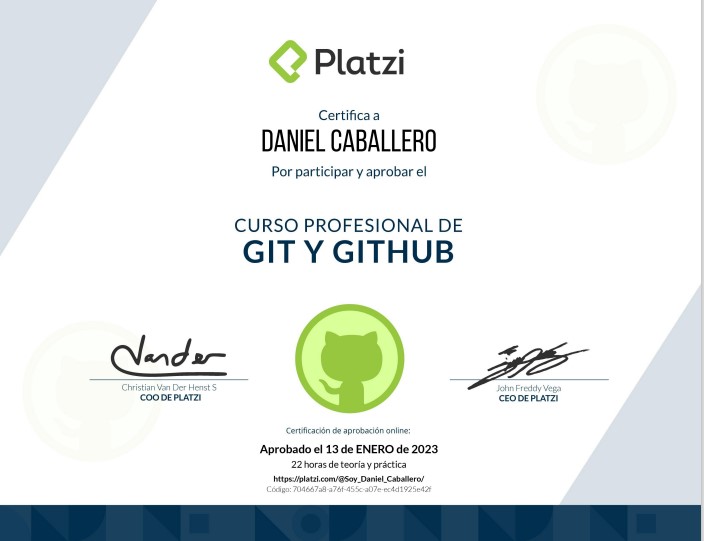 Platzi
Certifica a
DANIEL CABALLERO
Por participar y aprobar el
CURSO PROFESIONAL DE
GIT Y GITHUB
Vander
Christian Van Der Henst S
COO DE PLATZI
John Freddy Vega
CEO DE PLATZI
Certificación de aprobación online:
Aprobado el 13 de ENERO de 2023
22 horas de teoría y práctica
https://platzi.com/@Soy_Daniel_Caballero/
Código: 704667a8-a76f-455c-a07e-ec4d1925e42f